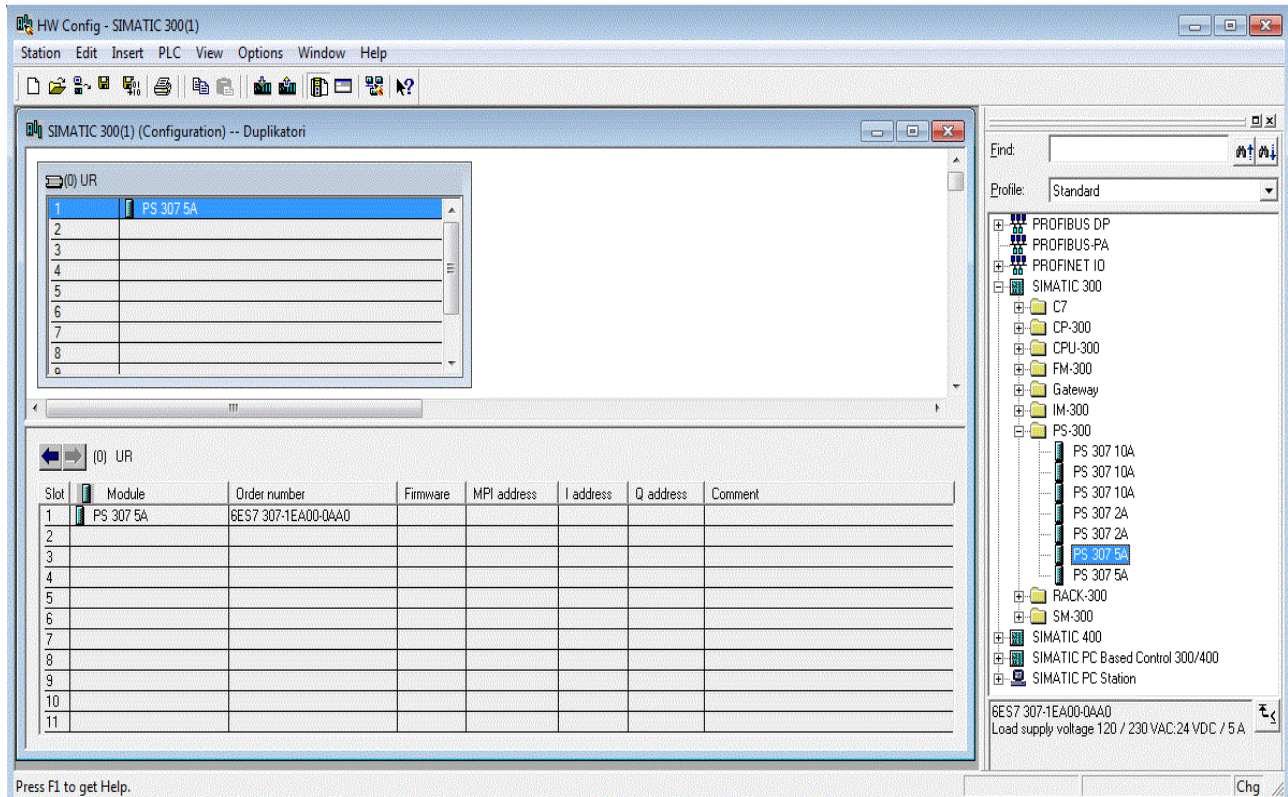 HW Config - SIMATIC 300(1)
Station Edit Insert PLC View Options Window Help
SIMATIC 300(1) (Configuration) -- Duplikatori
(0) UR
1 PS 307 5A
2
3
4
5
6
7
8
9
(0) UR
Slot Module Order number Firmware MPI address I address Q address Comment
1 PS 307 5A 6ES7 307-1EA00-0AA0
2
3
4
5
6
7
8
9
10
11
Find:
Profile: Standard
PROFIBUS DP
PROFIBUS-PA
PROFINET IO
SIMATIC 300
C7
CP-300
CPU-300
FM-300
Gateway
IM-300
PS-300
PS 307 10A
PS 307 10A
PS 307 10A
PS 307 2A
PS 307 2A
PS 307 5A
PS 307 5A
RACK-300
SM-300
SIMATIC 400
SIMATIC PC Based Control 300/400
SIMATIC PC Station
6ES7 307-1EA00-0AA0
Load supply voltage 120 / 230 VAC:24 VDC / 5 A
Press F1 to get Help.
Chg